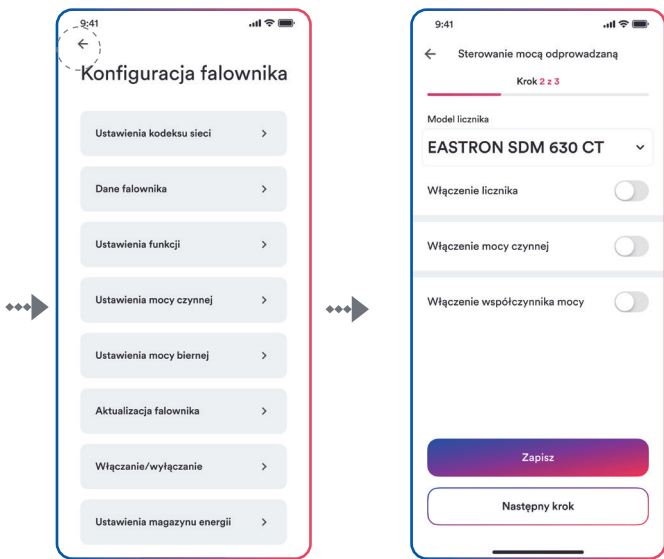 9:41
Konfiguracja falownika
Ustawienia kodeksu sieci
Dane falownika
Ustawienia funkcji
Ustawienia mocy czynnej
Ustawienia mocy biernej
Aktualizacja falownika
Włączanie/wyłączanie
Ustawienia magazynu energii
9:41
Sterowanie mocą odprowadzaną
Krok 2 z 3
Model licznika
EASTRON SDM 630 CT
Włączenie licznika
Włączenie mocy czynnej
Włączenie współczynnika mocy
Zapisz
Następny krok